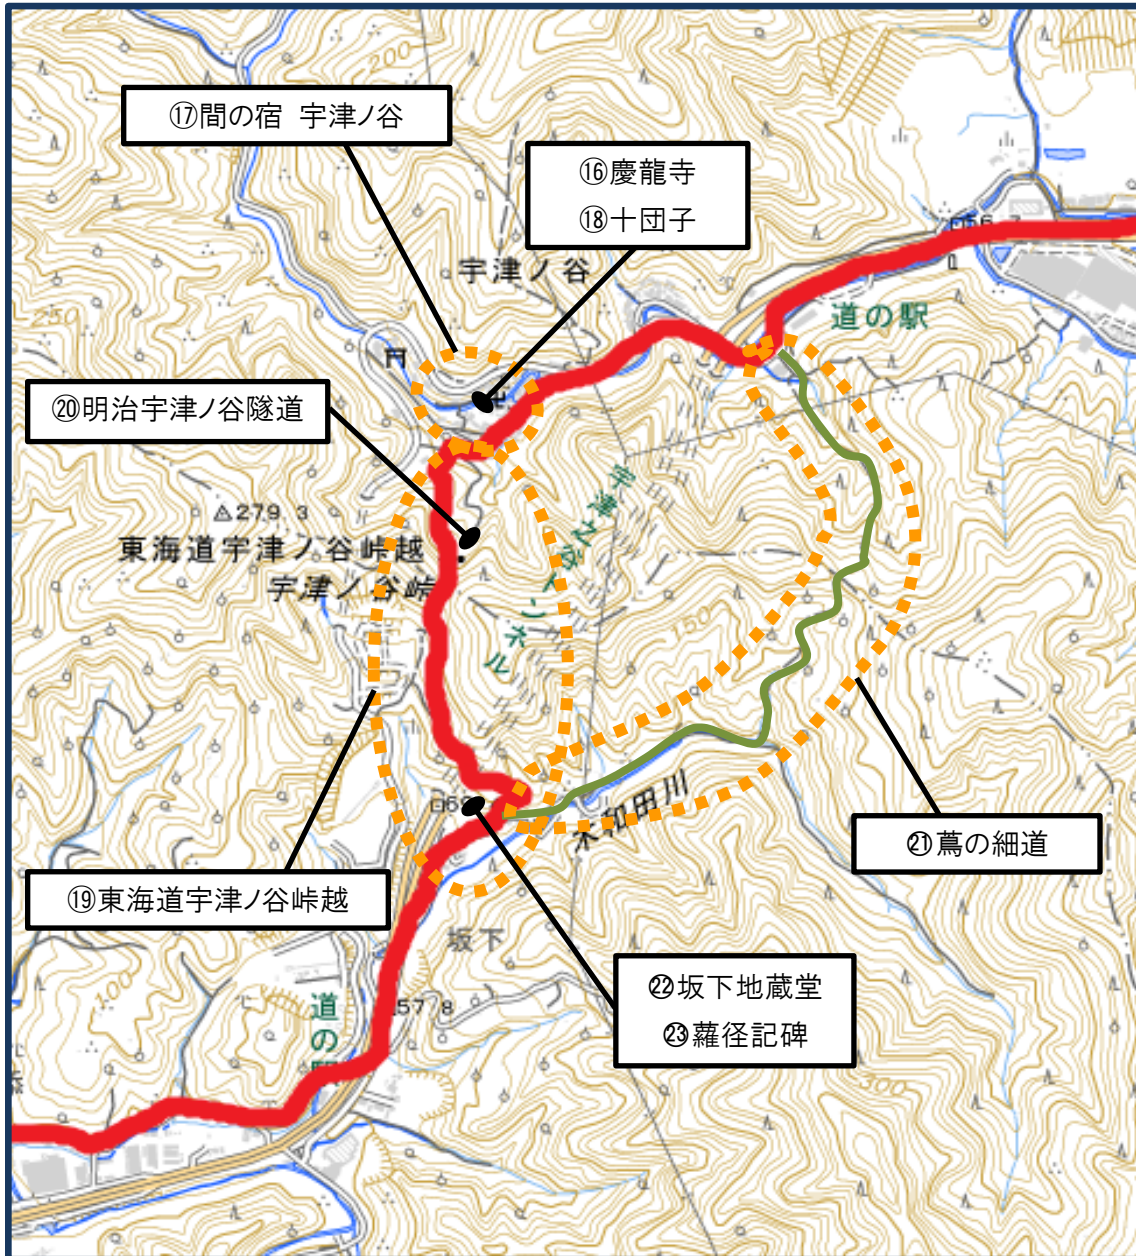 200
⑰間の宿 宇津ノ谷
⑯慶龍寺
⑱十団子
宇津ノ谷
道の駅
250
⑳明治宇津ノ谷隧道
279.3
東海道宇津ノ谷峠越
宇津ノ谷峠
宇津之谷トンネル
150
木和田川
㉑蔦の細道
⑲東海道宇津ノ谷峠越
坂下
㉒坂下地蔵堂
㉓蘿径記碑
100
道の駅
57.8
300